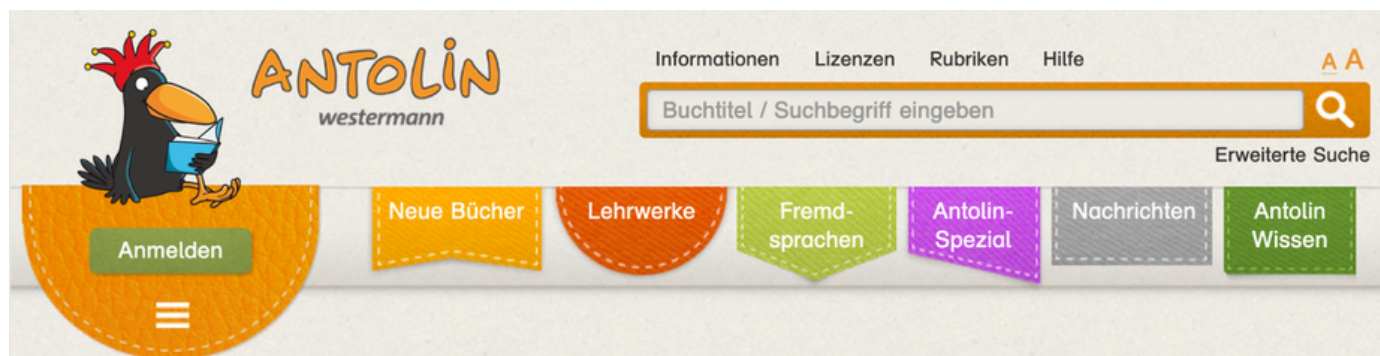 ANTOLIN
westermann
Informationen Lizenzen Rubriken Hilfe
A A
Buchtitel / Suchbegriff eingeben
Erweiterte Suche
Anmelden
Neue Bücher
Lehrwerke
Fremd-
sprachen
Antolin-
Spezial
Nachrichten
Antolin
Wissen